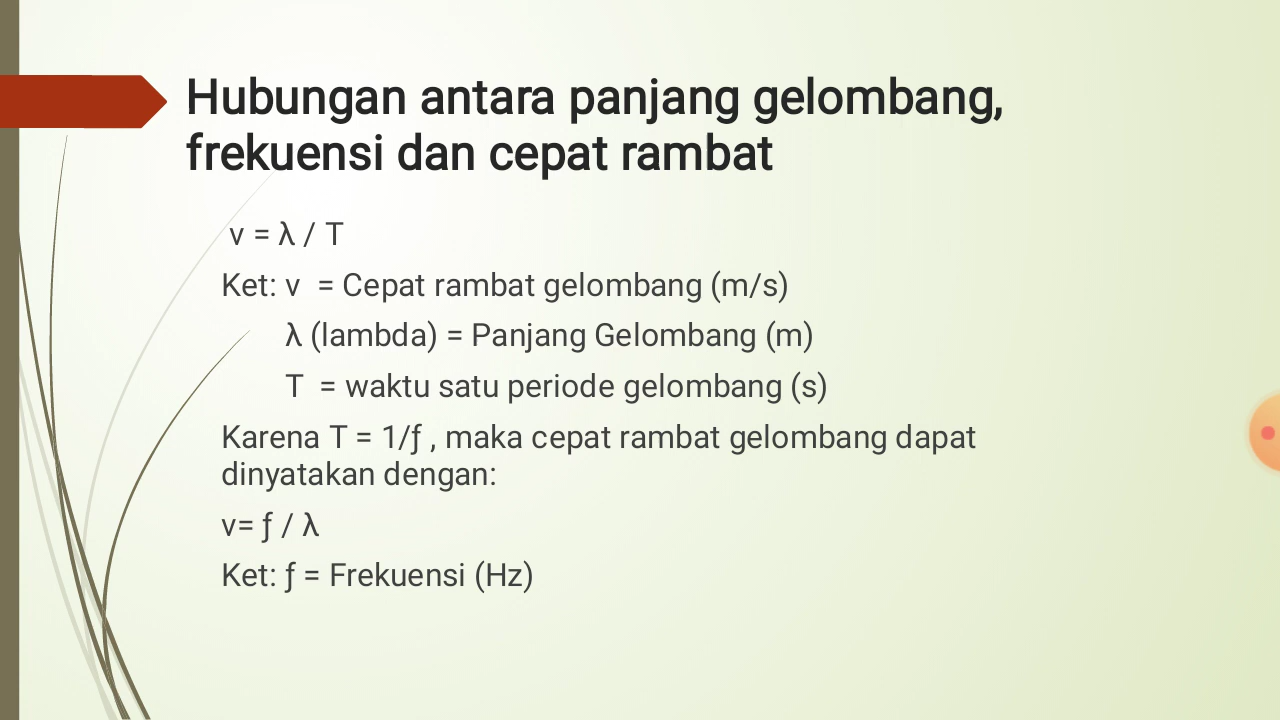 Hubungan antara panjang gelombang,
frekuensi dan cepat rambat
v = λ / T
Ket: v = Cepat rambat gelombang (m/s)
λ (lambda) = Panjang Gelombang (m)
T = waktu satu periode gelombang (s)
Karena T = 1/ƒ , maka cepat rambat gelombang dapat
dinyatakan dengan:
v= ƒ / λ
Ket: ƒ = Frekuensi (Hz)